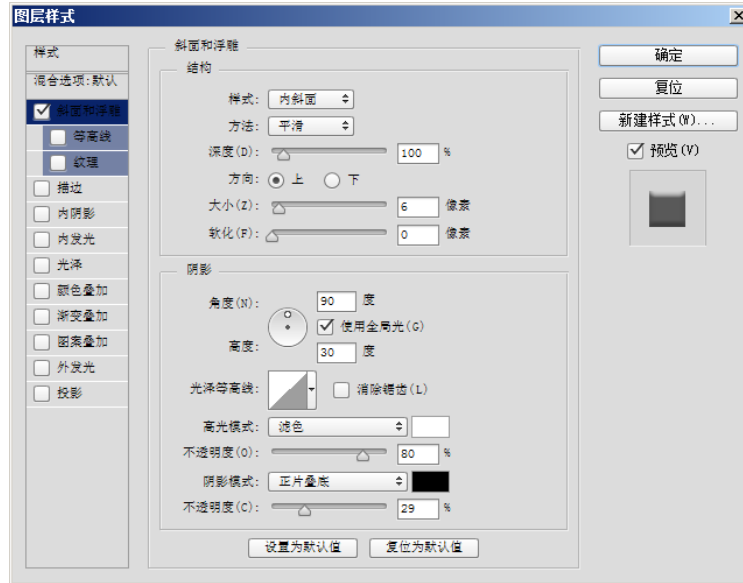 图层样式
样式
混合选项:默认
斜面和浮雕
等高线
纹理
描边
内阴影
内发光
光泽
颜色叠加
渐变叠加
图案叠加
外发光
投影
斜面和浮雕
结构
样式: 内斜面
方法: 平滑
深度(D): 100 %
方向: 上 下
大小(Z): 6 像素
软化(F): 0 像素
阴影
角度(N): 90 度
使用全局光(G)
高度: 30 度
光泽等高线: 消除锯齿(L)
高光模式: 滤色
不透明度(O): 80 %
阴影模式: 正片叠底
不透明度(C): 29 %
设置为默认值 复位为默认值
确定
复位
新建样式(W)...
预览(V)